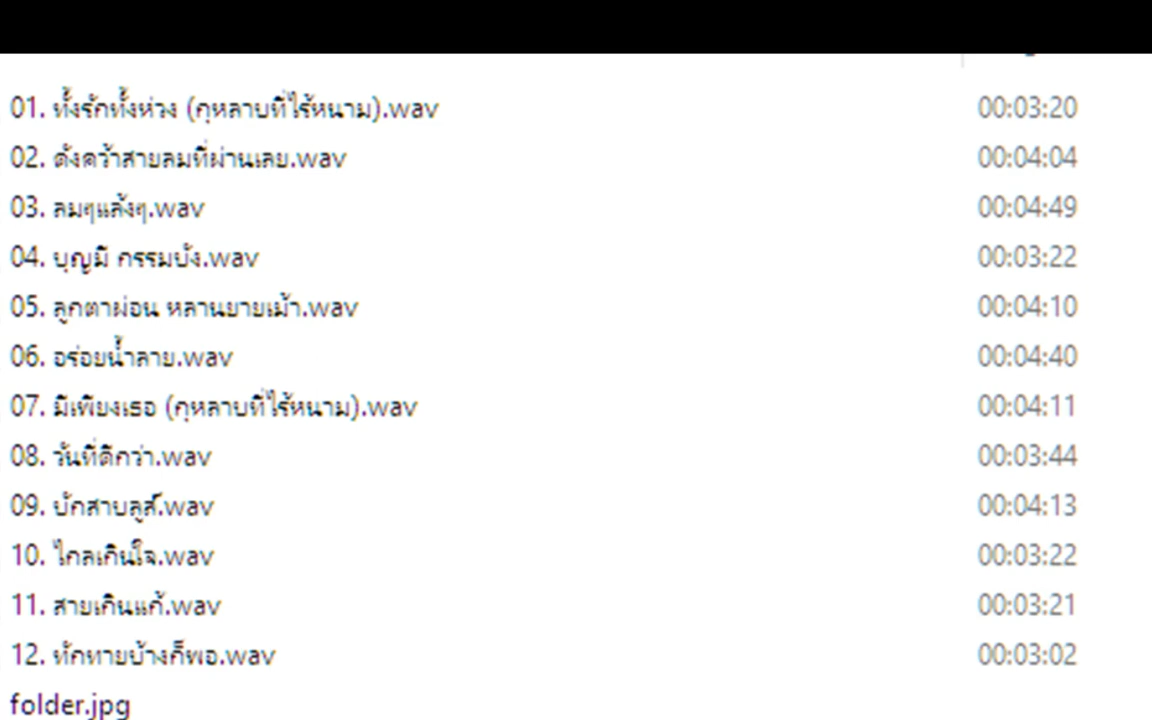 01. ทั้งรักทั้งห่วง (กุหลาบที่ไร้หนาม).wav 00:03:20
02. ดังคว้าสายลมที่ผ่านเลย.wav 00:04:04
03. ลมๆแล้งๆ.wav 00:04:49
04. บุญมี กรรมบัง.wav 00:03:22
05. ลูกตาผ่อน หลานยายเม้า.wav 00:04:10
06. อร่อยน้ำลาย.wav 00:04:40
07. มีเพียงเธอ (กุหลาบที่ไร้หนาม).wav 00:04:11
08. วันที่ดีกว่า.wav 00:03:44
09. บักสาบลูส์.wav 00:04:13
10. ไกลเกินใจ.wav 00:03:22
11. สายเกินแก้.wav 00:03:21
12. ทักทายบ้างก็พอ.wav 00:03:02
folder.jpg